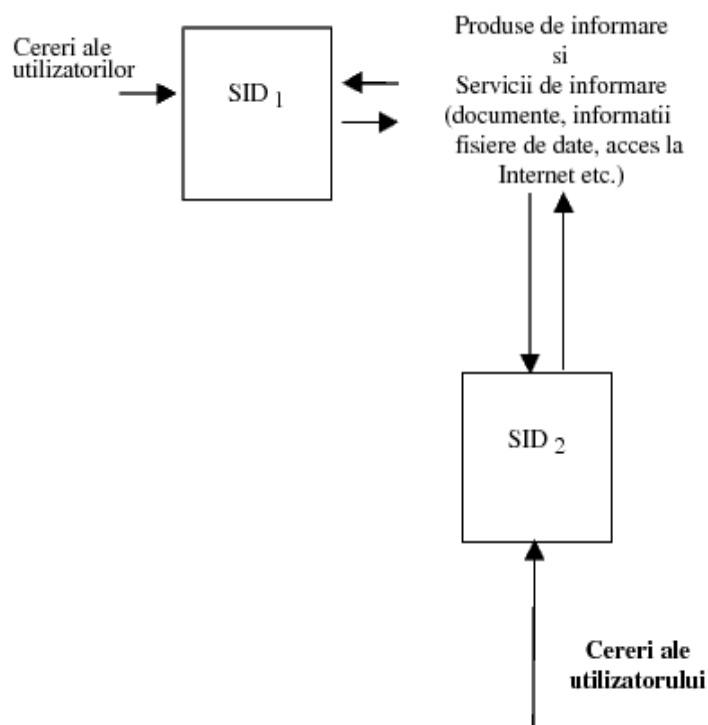 Cereri ale
utilizatorilor
SID 1
Produse de informare
si
Servicii de informare
(documente, informatii
fisiere de date, acces la
Internet etc.)
SID 2
Cereri ale
utilizatorului